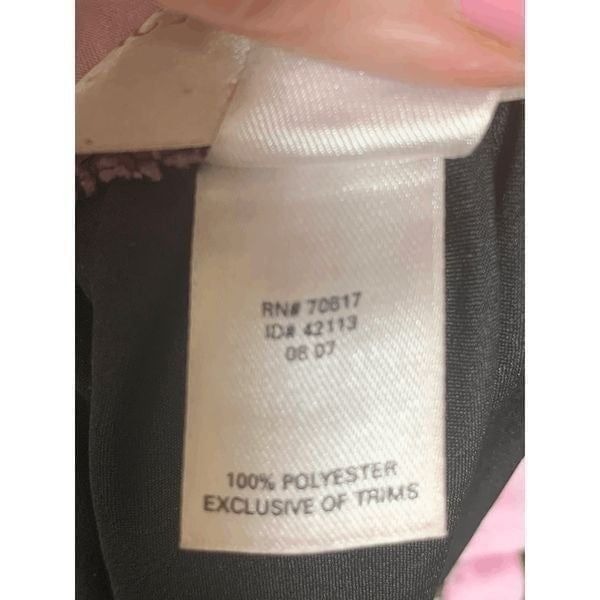 RN# 70817
ID# 42113
08 07
100% POLYESTER
EXCLUSIVE OF TRIMS